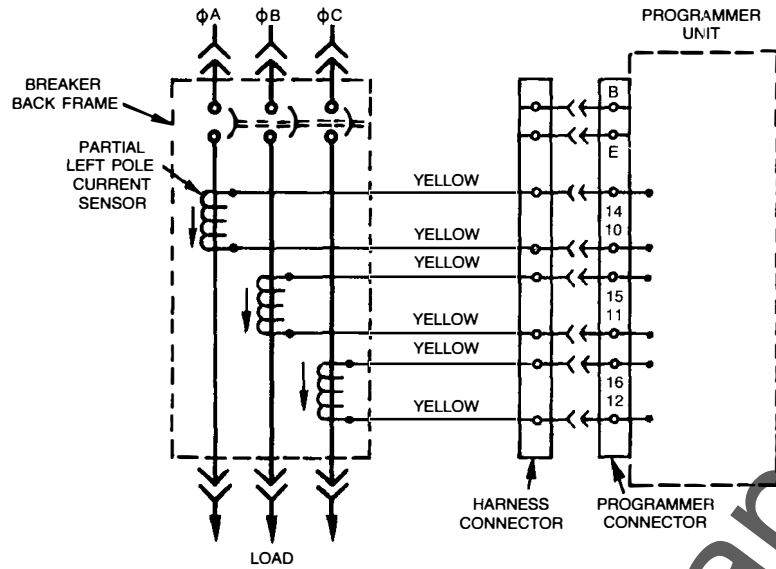 ϕA
ϕB
ϕC
PROGRAMMER
UNIT
BREAKER
BACK FRAME
PARTIAL
LEFT POLE
CURRENT
SENSOR
B
E
YELLOW
14
10
YELLOW
YELLOW
15
11
YELLOW
YELLOW
16
12
YELLOW
HARNESS
CONNECTOR
PROGRAMMER
CONNECTOR
LOAD